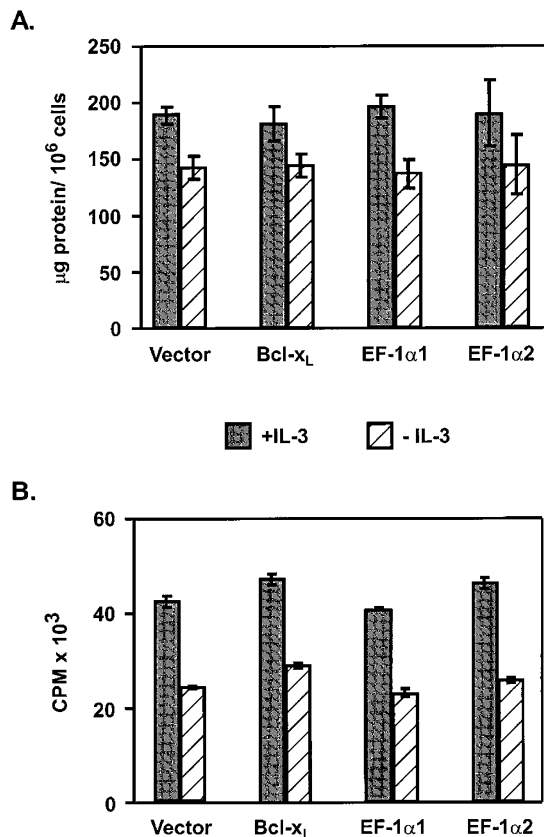 A.
250
200
150
100
50
0
µg protein/ 10⁶ cells
Vector Bcl-xL EF-1α1 EF-1α2
+IL-3 - IL-3
B.
60
40
20
0
CPM x 10³
Vector Bcl-xL EF-1α1 EF-1α2